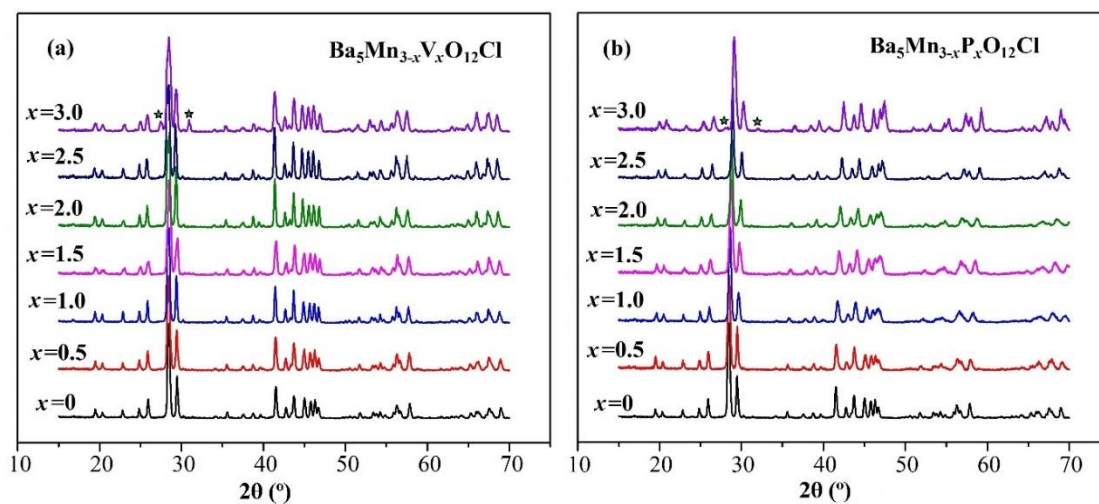 (a)
Ba₅Mn₃₋ₓVₓO₁₂Cl
x=3.0
x=2.5
x=2.0
x=1.5
x=1.0
x=0.5
x=0
10 20 30 40 50 60 70
2θ (º)
(b)
Ba₅Mn₃₋ₓPₓO₁₂Cl
x=3.0
x=2.5
x=2.0
x=1.5
x=1.0
x=0.5
x=0
10 20 30 40 50 60 70
2θ (º)